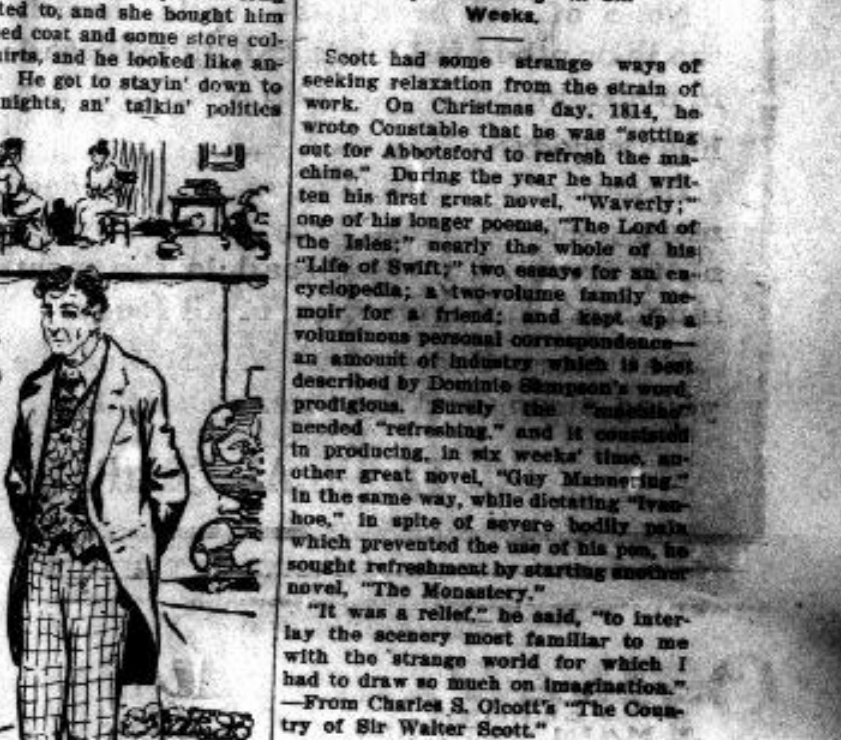 ted to, and she bought him
ed coat and some store col-
irts, and he looked like an-
He got to stayin' down to
nights, an' talkin' politics
Weeks.
Scott had some strange ways of
seeking relaxation from the strain of
work. On Christmas day, 1814, he
wrote Constable that he was "setting
out for Abbotsford to refresh the ma-
chine." During the year he had writ-
ten his first great novel, "Waverly;"
one of his longer poems, "The Lord of
the Isles;" nearly the whole of his
"Life of Swift;" two essays for an en-
cyclopedia; a two-volume family me-
moir for a friend; and kept up a
voluminous personal correspondence—
an amount of industry which is best
described by Dominie Sampson's word,
prodigious. Surely the "machine"
needed "refreshing," and it consisted
in producing, in six weeks' time, an-
other great novel, "Guy Mannering."
In the same way, while dictating "Ivan-
hoe," in spite of severe bodily pain
which prevented the use of his pen, he
sought refreshment by starting another
novel, "The Monastery."
"It was a relief," he said, "to inter-
lay the scenery most familiar to me
with the strange world for which I
had to draw so much on imagination."
—From Charles S. Olcott's "The Coun-
try of Sir Walter Scott."